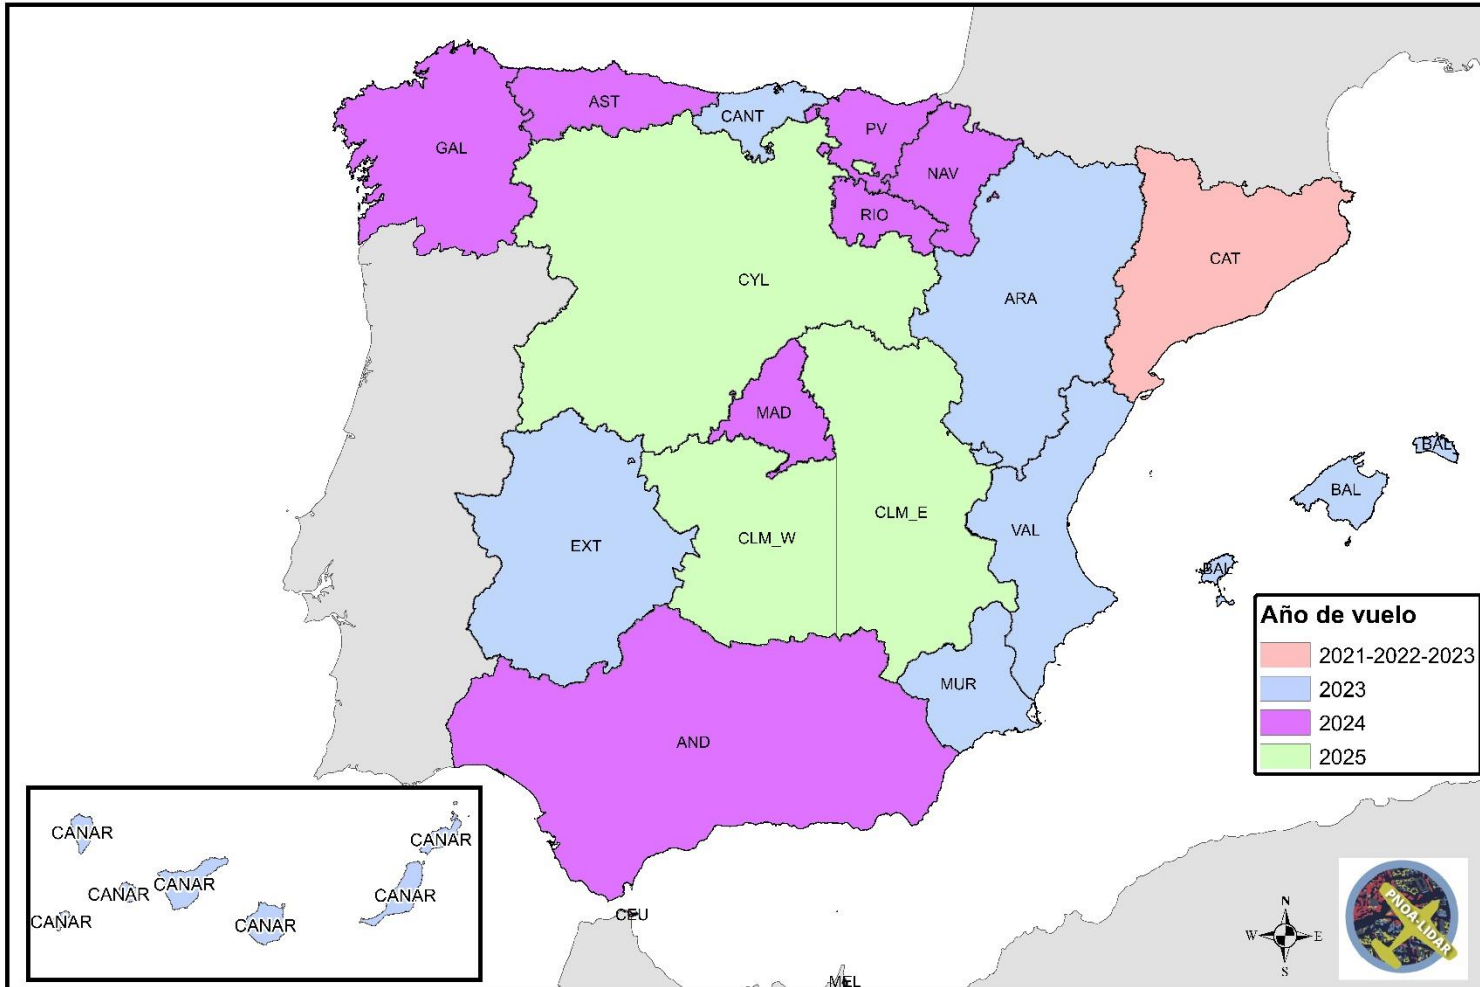 AST
CANT
PV
GAL
NAV
RIO
CAT
CYL
ARA
MAD
BAL
BAL
CLM_E
VAL
CLM_W
EXT
BAL
Año de vuelo
2021-2022-2023
2023
2024
2025
MUR
AND
CANAR
CANAR
CANAR
CANAR
CANAR
CANAR
CANAR
CEU
MEL
N
W
E
S
PNOA-LIDAR